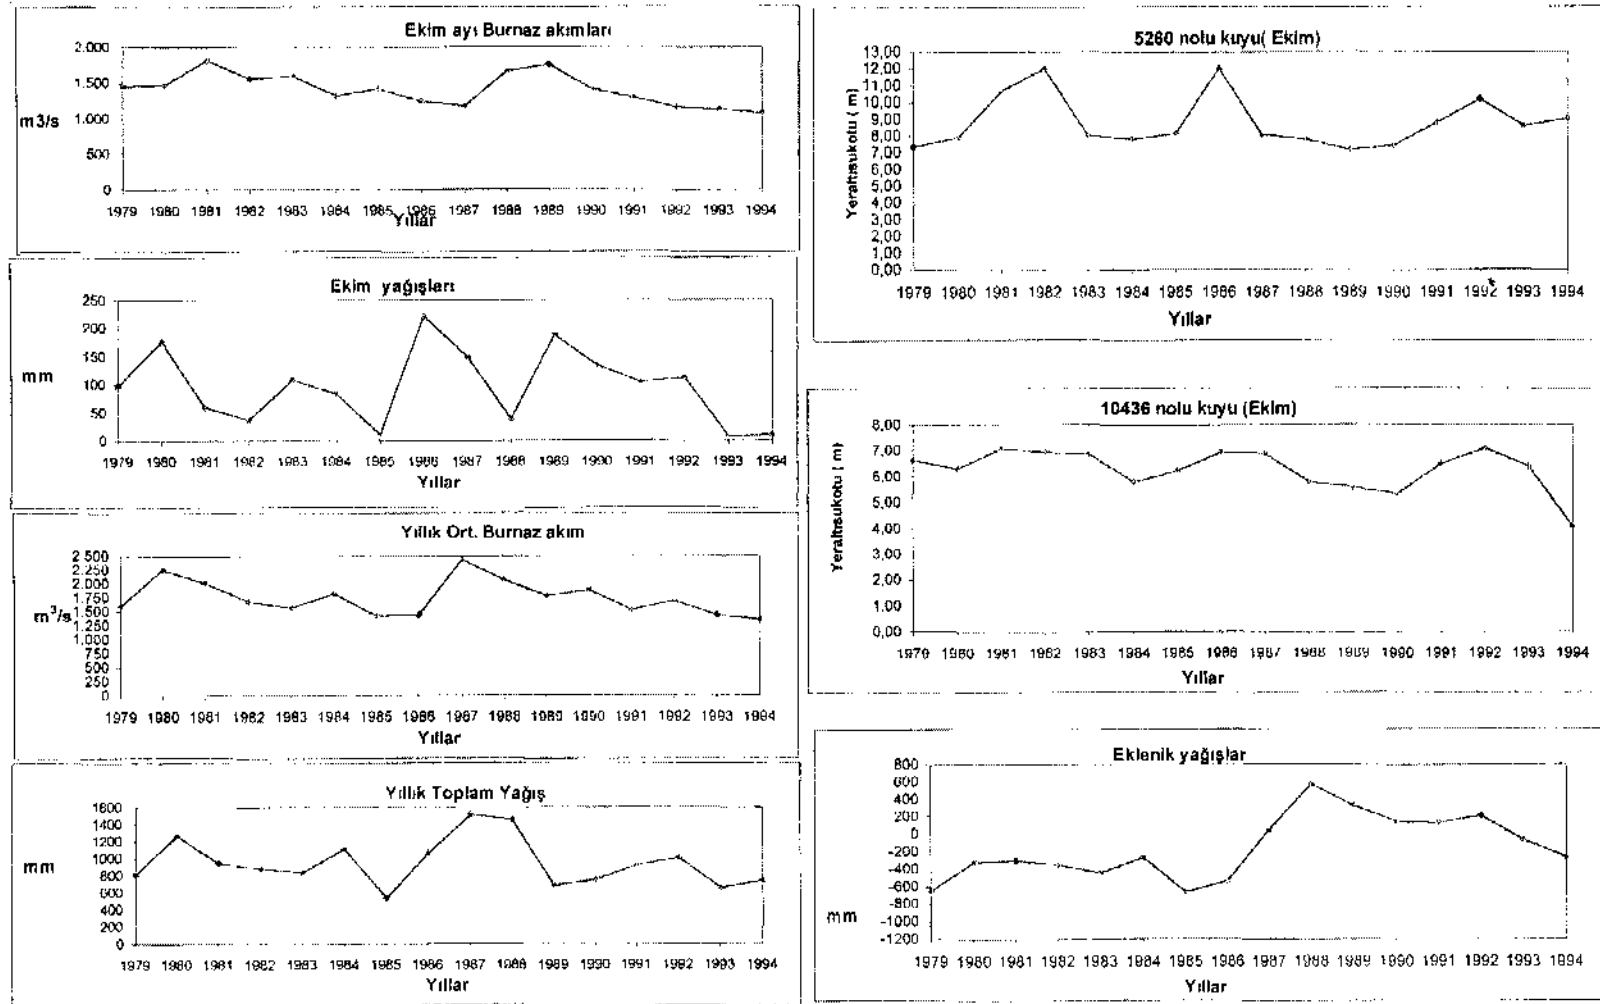 Ekim ayı Burnaz akımları
2.000
1.500
1.000
500
0
m3/s
1979 1980 1981 1982 1983 1984 1985 1986 1987 1988 1989 1990 1991 1992 1993 1994
Yıllar
Ekim yağışları
250
200
150
100
50
0
mm
1979 1980 1981 1982 1983 1984 1985 1986 1987 1988 1989 1990 1991 1992 1993 1994
Yıllar
Yıllık Ort. Burnaz akım
2.500
2.250
2.000
1.750
1.500
1.250
1.000
750
500
250
0
m³/s
1979 1980 1981 1982 1983 1984 1985 1986 1987 1988 1989 1990 1991 1992 1993 1994
Yıllar
Yıllık Toplam Yağış
1600
1400
1200
1000
800
600
400
200
0
mm
1979 1980 1981 1982 1983 1984 1985 1986 1987 1988 1989 1990 1991 1992 1993 1994
Yıllar
5260 nolu kuyu( Ekim)
13,00
12,00
11,00
10,00
9,00
8,00
7,00
6,00
5,00
4,00
3,00
2,00
1,00
0,00
Yeraltısukotu ( m)
1979 1980 1981 1982 1983 1984 1985 1986 1987 1988 1989 1990 1991 1992 1993 1994
Yıllar
10436 nolu kuyu (Ekim)
8,00
7,00
6,00
5,00
4,00
3,00
2,00
1,00
0,00
Yeraltısukotu ( m)
1979 1980 1981 1982 1983 1984 1985 1986 1987 1988 1989 1990 1991 1992 1993 1994
Yıllar
Eklenik yağışlar
800
600
400
200
0
-200
-400
-600
-800
-1000
-1200
mm
1979 1980 1981 1982 1983 1984 1985 1986 1987 1988 1989 1990 1991 1992 1993 1994
Yıllar